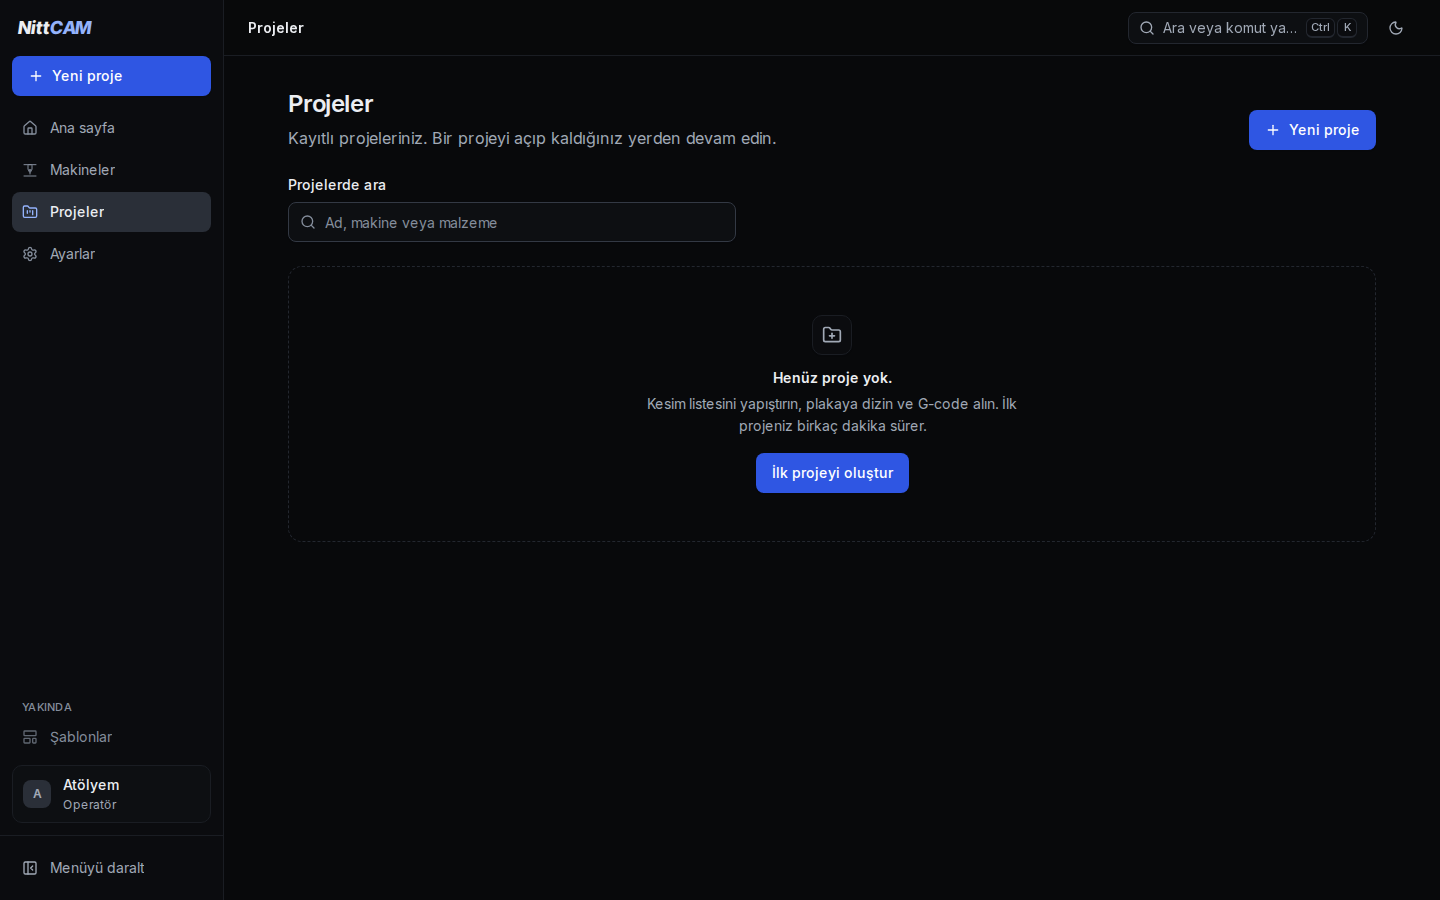 NittCAM
Yeni proje
Ana sayfa
Makineler
Projeler
Ayarlar
YAKINDA
Şablonlar
A
Atölyem
Operatör
Menüyü daralt
Projeler
Ara veya komut ya... Ctrl K
Projeler
Kayıtlı projeleriniz. Bir projeyi açıp kaldığınız yerden devam edin.
Yeni proje
Projelerde ara
Ad, makine veya malzeme
Henüz proje yok.
Kesim listesini yapıştırın, plakaya dizin ve G-code alın. İlk
projeniz birkaç dakika sürer.
İlk projeyi oluştur